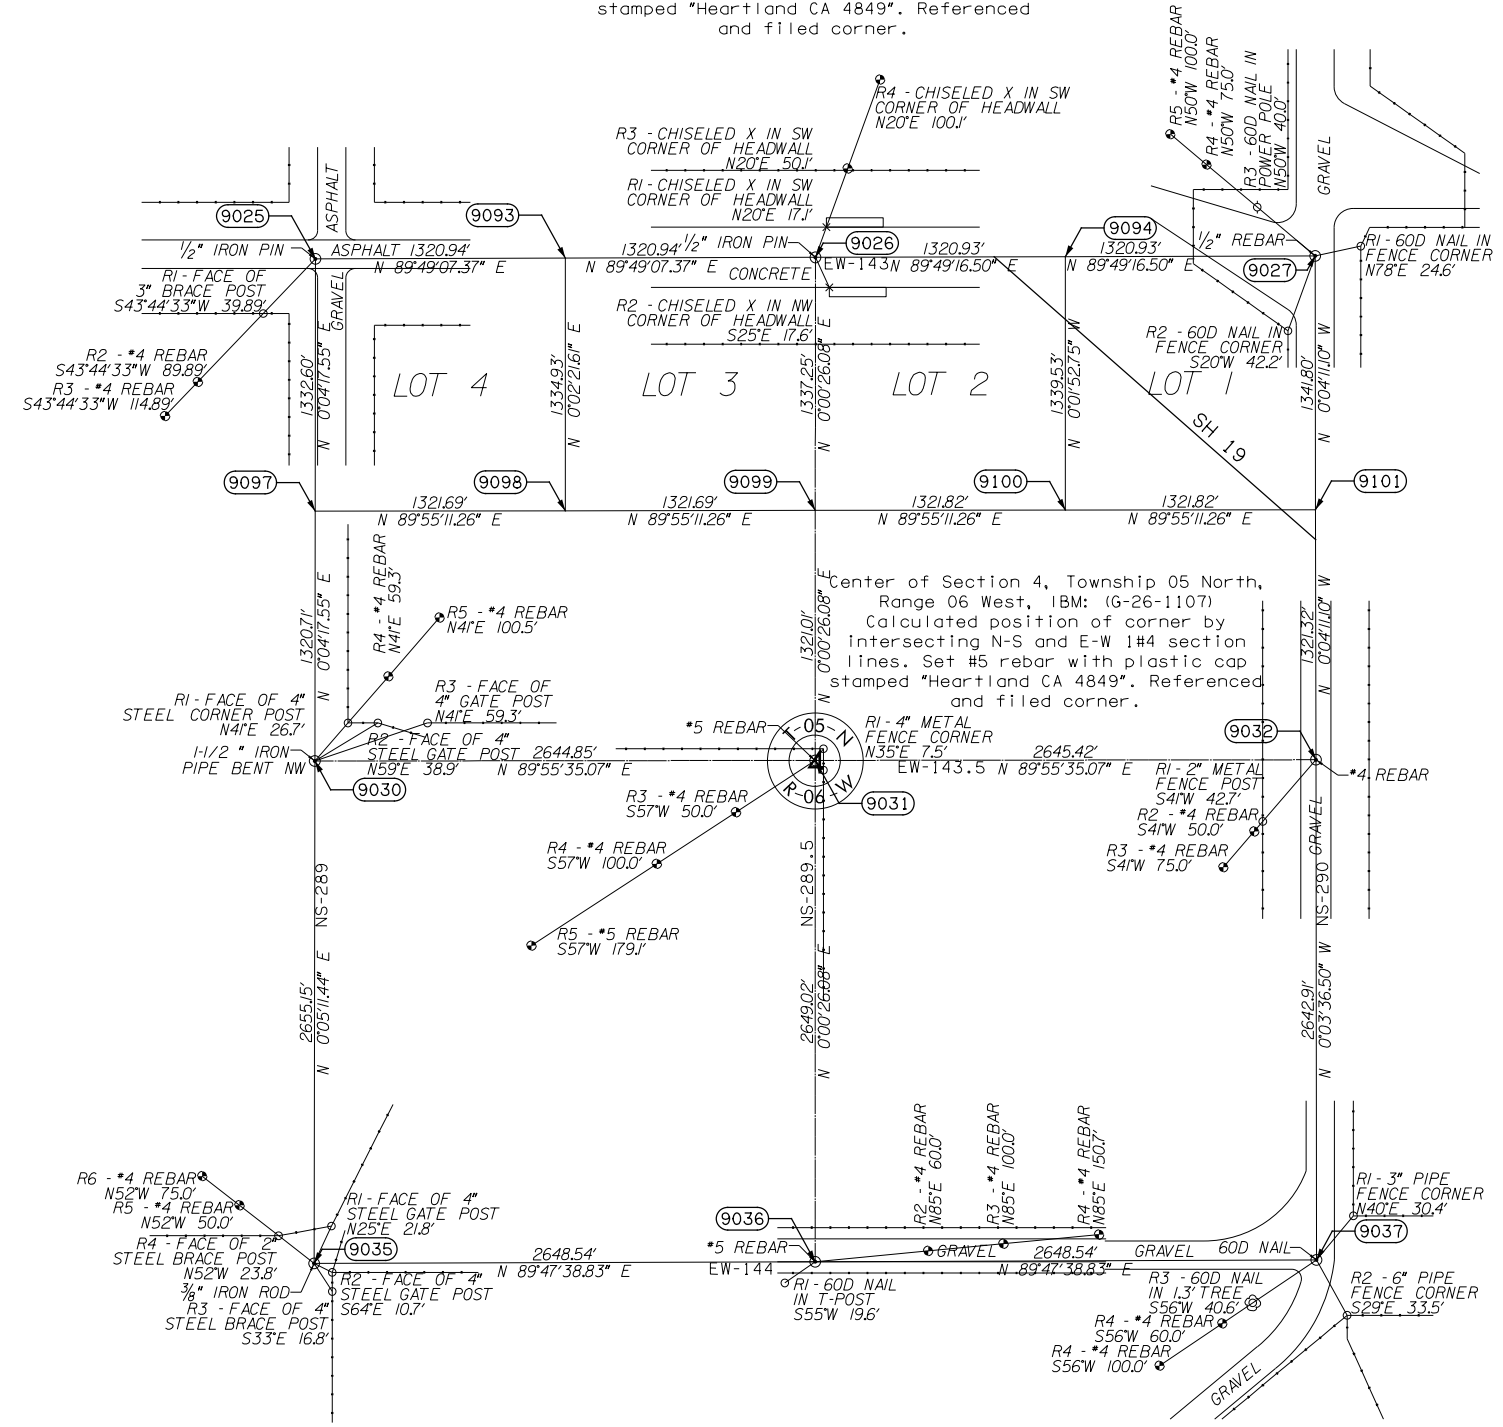 stamped "Heartland CA 4849". Referenced
and filed corner.
R5 - #4 REBAR
N50°W 100.0'
R4 - #4 REBAR
N50°W 75.0'
R3 - 60D NAIL IN
POWER POLE
N50°W 40.0'
GRAVEL
R4 - CHISELED X IN SW
CORNER OF HEADWALL
N20°E 100.1'
R3 - CHISELED X IN SW
CORNER OF HEADWALL
N20°E 50.1'
R1 - CHISELED X IN SW
CORNER OF HEADWALL
N20°E 17.1'
ASPHALT
9025
9093
9026
9094
9027
1/2" IRON PIN
ASPHALT 1320.94'
N 89°49'07.37" E
1320.94'
N 89°49'07.37" E
1/2" IRON PIN
EW-143
CONCRETE
1320.93'
N 89°49'16.50" E
1320.93'
N 89°49'16.50" E
1/2" REBAR
R1 - 60D NAIL IN
FENCE CORNER
N78°E 24.6'
R1 - FACE OF
3" BRACE POST
S43°44'33"W 39.89'
GRAVEL
R2 - CHISELED X IN NW
CORNER OF HEADWALL
S25°E 17.6'
R2 - 60D NAIL IN
FENCE CORNER
S20°W 42.2'
R2 - #4 REBAR
S43°44'33"W 89.89'
R3 - #4 REBAR
S43°44'33"W 114.89'
1332.60'
N 0°04'17.55" E
1334.93'
N 0°02'21.61" E
1337.25'
N 0°00'26.08" E
1339.53'
N 0°01'52.75" W
1341.80'
N 0°04'11.10" W
LOT 4
LOT 3
LOT 2
LOT 1
SH 19
9097
9098
9099
9100
9101
1321.69'
N 89°55'11.26" E
1321.69'
N 89°55'11.26" E
1321.82'
N 89°55'11.26" E
1321.82'
N 89°55'11.26" E
R4 - #4 REBAR
N41°E 59.3'
R5 - #4 REBAR
N41°E 100.5'
1320.71'
N 0°04'17.55" E
1321.01'
N 0°00'26.08" E
1321.32'
N 0°04'11.10" W
Center of Section 4, Township 05 North,
Range 06 West, IBM: (G-26-1107)
Calculated position of corner by
intersecting N-S and E-W 1#4 section
lines. Set #5 rebar with plastic cap
stamped "Heartland CA 4849". Referenced
and filed corner.
R1 - FACE OF 4"
STEEL CORNER POST
N41°E 26.7'
R3 - FACE OF
4" GATE POST
N41°E 59.3'
1-1/2 " IRON
PIPE BENT NW
R2 - FACE OF 4"
STEEL GATE POST
N59°E 38.9'
2644.85'
N 89°55'35.07" E
9030
#5 REBAR
T-05-N
R-06-W
4
R1 - 4" METAL
FENCE CORNER
N35°E 7.5'
2645.42'
EW-143.5 N 89°55'35.07" E
9031
9032
#4 REBAR
R1 - 2" METAL
FENCE POST
S41°W 42.7'
R2 - #4 REBAR
S41°W 50.0'
R3 - #4 REBAR
S41°W 75.0'
GRAVEL
R3 - #4 REBAR
S57°W 50.0'
R4 - #4 REBAR
S57°W 100.0'
R5 - #5 REBAR
S57°W 179.1'
NS-289
NS-289.5
NS-290
2655.15'
N 0°05'11.44" E
2649.02'
N 0°00'26.08" E
2642.91'
N 0°03'36.50" W
R6 - #4 REBAR
N52°W 75.0'
R5 - #4 REBAR
N52°W 50.0'
R4 - FACE OF 2"
STEEL BRACE POST
N52°W 23.8'
3/8" IRON ROD
R3 - FACE OF 4"
STEEL BRACE POST
S33°E 16.8'
R1 - FACE OF 4"
STEEL GATE POST
N25°E 21.8'
9035
R2 - FACE OF 4"
STEEL GATE POST
S64°E 10.7'
2648.54'
N 89°47'38.83" E
9036
#5 REBAR
EW-144
R1 - 60D NAIL
IN T-POST
S55°W 19.6'
R2 - #4 REBAR
N85°E 60.0'
R3 - #4 REBAR
N85°E 100.0'
R4 - #4 REBAR
N85°E 150.7'
GRAVEL
2648.54'
N 89°47'38.83" E
GRAVEL
60D NAIL
9037
R1 - 3" PIPE
FENCE CORNER
N40°E 30.4'
R2 - 6" PIPE
FENCE CORNER
S29°E 33.5'
R3 - 60D NAIL
IN 1.3' TREE
S56°W 40.6'
R4 - #4 REBAR
S56°W 60.0'
R4 - #4 REBAR
S56°W 100.0'
GRAVEL